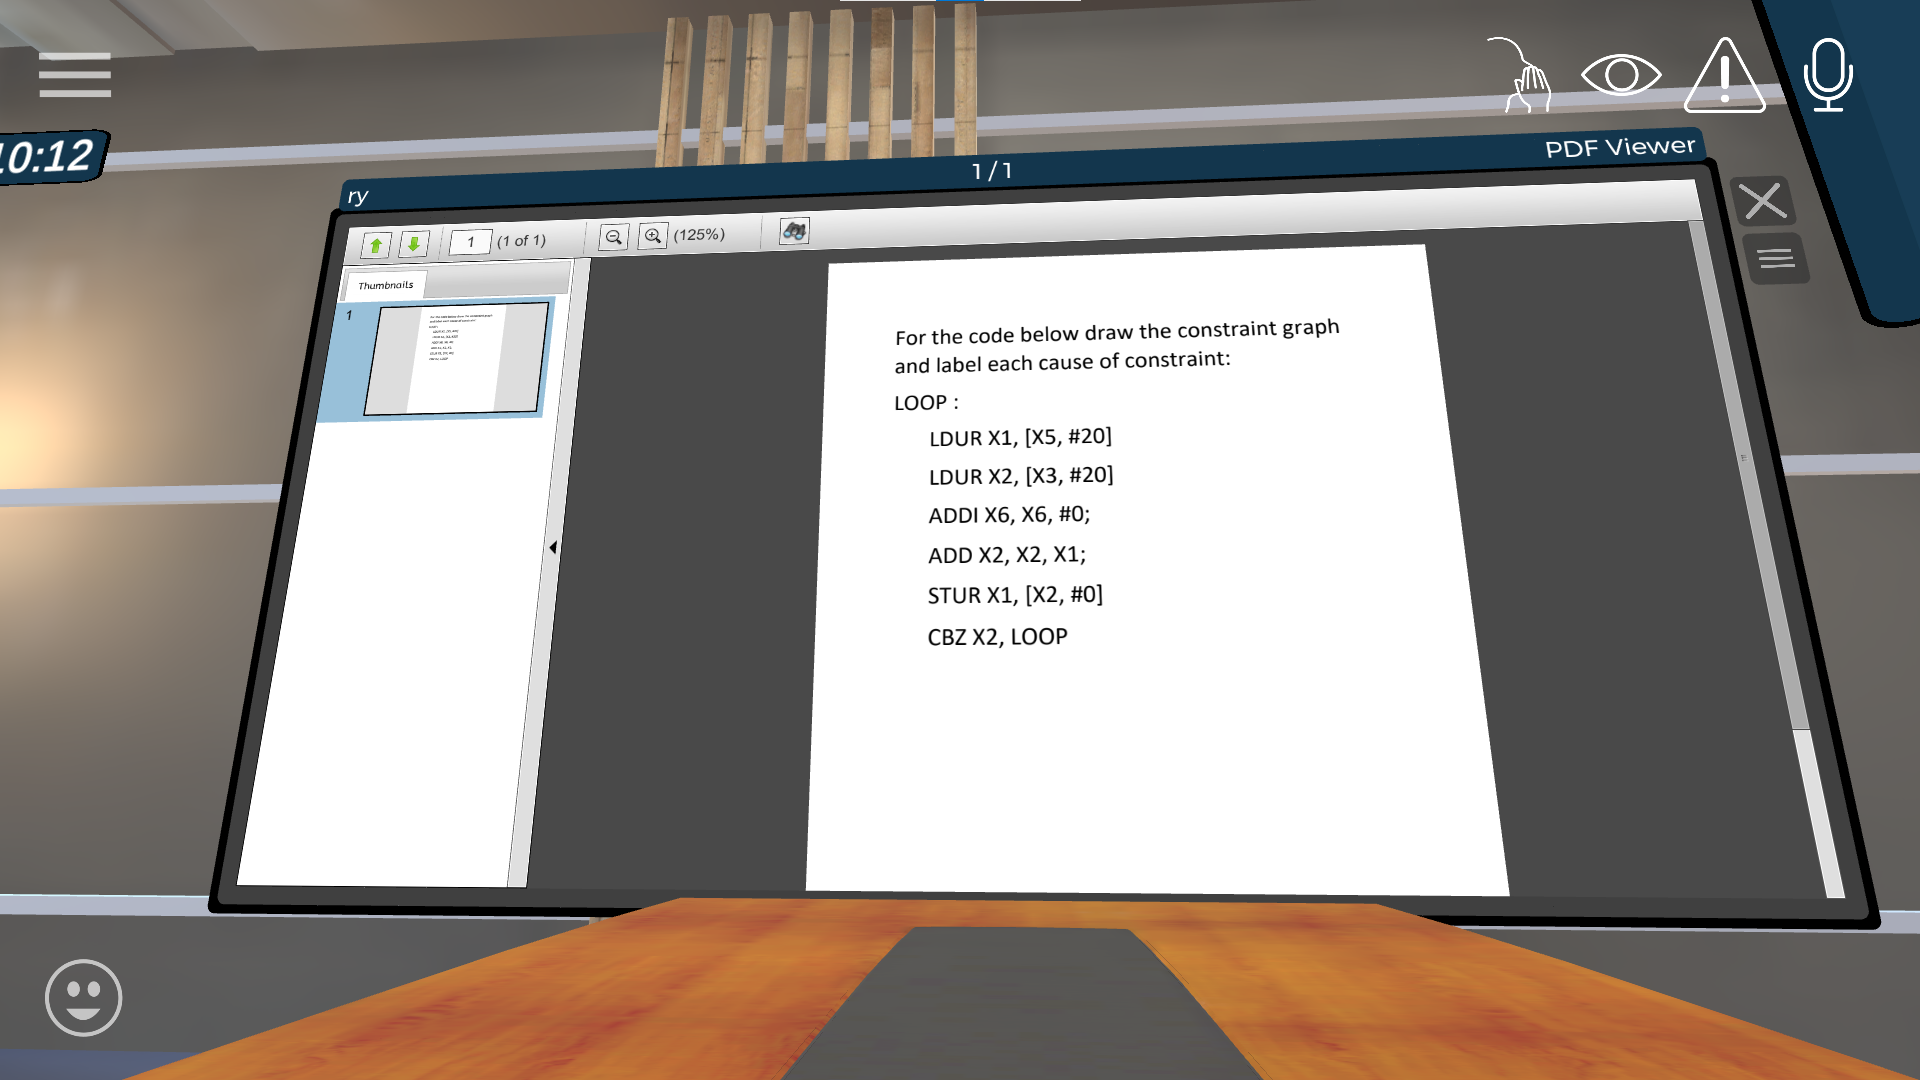 10:12
ry
1/1
PDF Viewer
1 (1 of 1)
(125%)
Thumbnails
1
For the code below draw the constraint graph
and label each cause of constraint:
LOOP :
LDUR X1, [X5, #20]
LDUR X2, [X3, #20]
ADDI X6, X6, #0;
ADD X2, X2, X1;
STUR X1, [X2, #0]
CBZ X2, LOOP